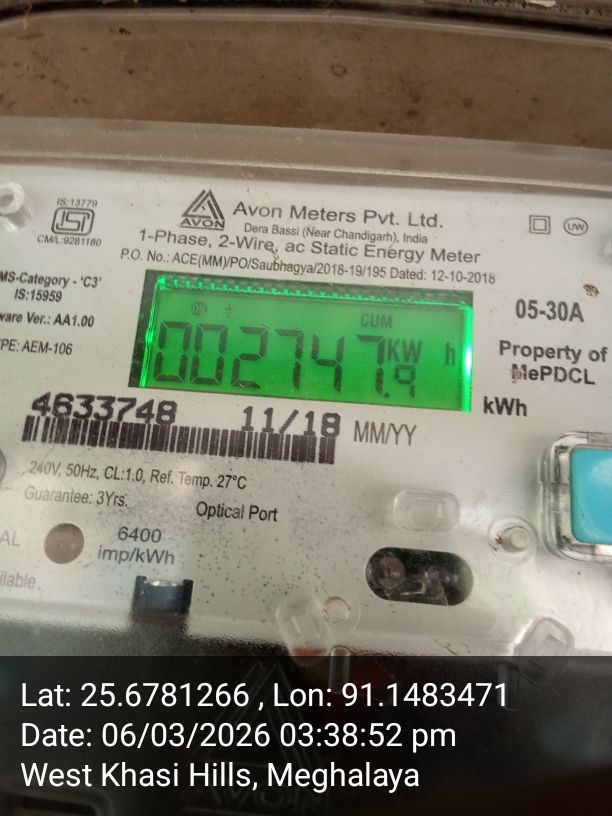 IS:13779
CM/L:9281180
AVON
Avon Meters Pvt. Ltd.
Dera Bassi (Near Chandigarh), India
1-Phase, 2-Wire, ac Static Energy Meter
P.O. No.: ACE(MM)/PO/Saubhagya/2018-19/195 Dated: 12-10-2018
UW
MS-Category - 'C3'
IS:15959
ware Ver.: AA1.00
PE: AEM-106
CUM
002747.9 KW h
kWh
05-30A
Property of
MePDCL
4633748 11/18 MM/YY
240V, 50Hz, CL:1.0, Ref. Temp. 27°C
Guarantee: 3Yrs.
Optical Port
AL
6400
imp/kWh
ilable
Lat: 25.6781266 , Lon: 91.1483471
Date: 06/03/2026 03:38:52 pm
West Khasi Hills, Meghalaya